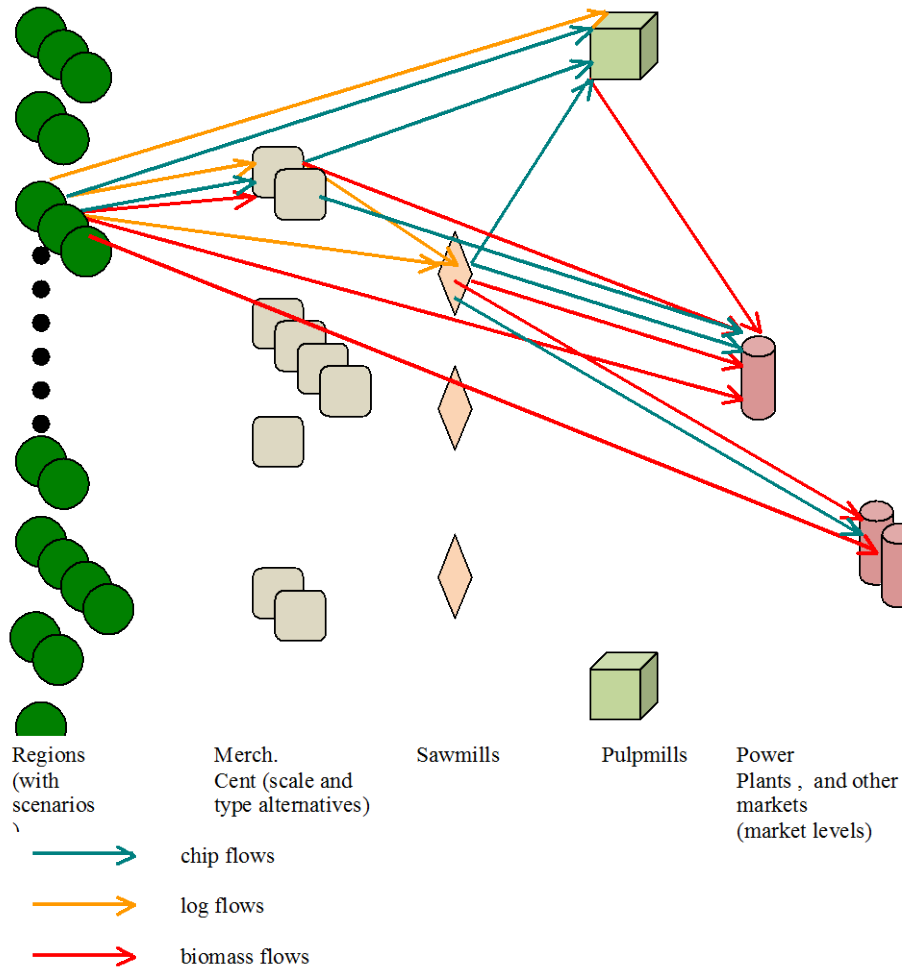 Regions
(with
scenarios
)
Merch.
Cent (scale and
type alternatives)
Sawmills
Pulpmills
Power
Plants , and other
markets
(market levels)
chip flows
log flows
biomass flows